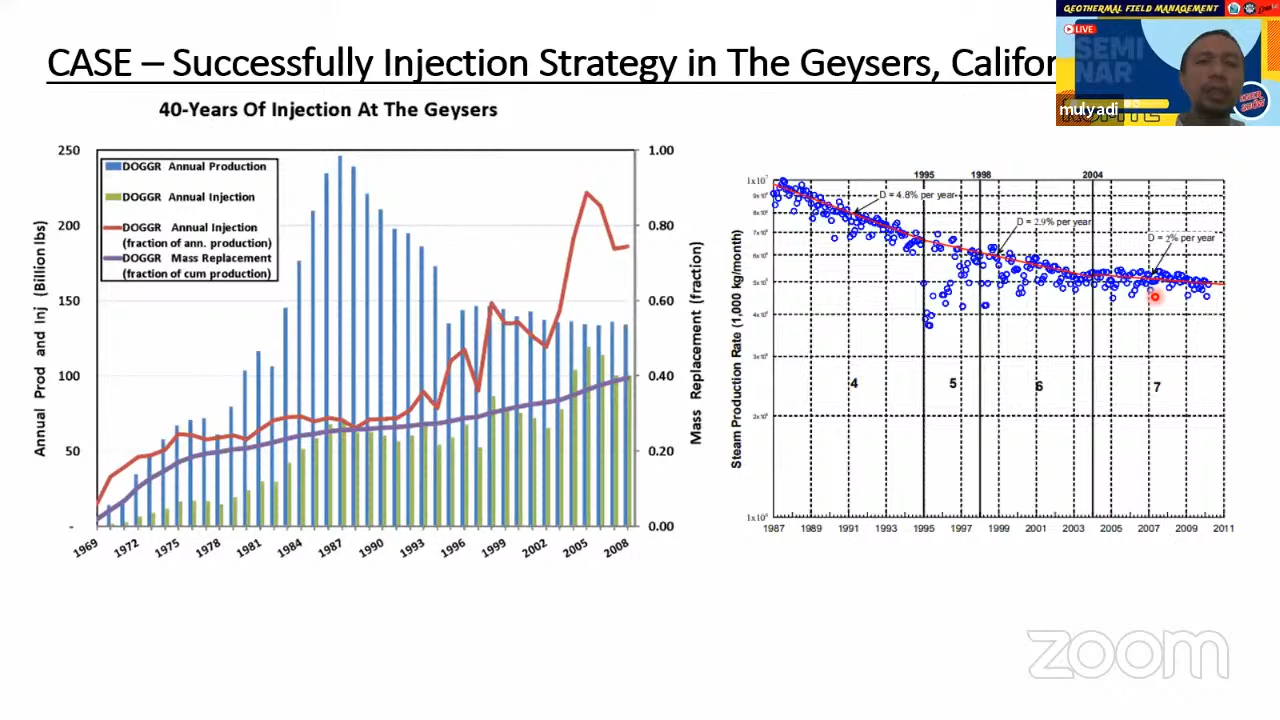 CASE – Successfully Injection Strategy in The Geysers, Califor
GEOTHERMAL FIELD MANAGEMENT
LIVE
SEMI
NAR
mulyadi
40-Years Of Injection At The Geysers
DOGGR Annual Production
DOGGR Annual Injection
DOGGR Annual Injection
(fraction of ann. production)
DOGGR Mass Replacement
(fraction of cum production)
Annual Prod and Inj (Billion lbs)
250
200
150
100
50
-
1.00
0.80
0.60
0.40
0.20
0.00
Mass Replacement (fraction)
1969
1972
1975
1978
1981
1984
1987
1990
1993
1996
1999
2002
2005
2008
Steam Production Rate (1,000 kg/month)
1995
1998
2004
1x10⁷
D = 4.8% per year
D = 2.9% per year
D = 2% per year
4
5
6
7
1987
1989
1991
1993
1995
1997
1999
2001
2003
2005
2007
2009
2011
zoom